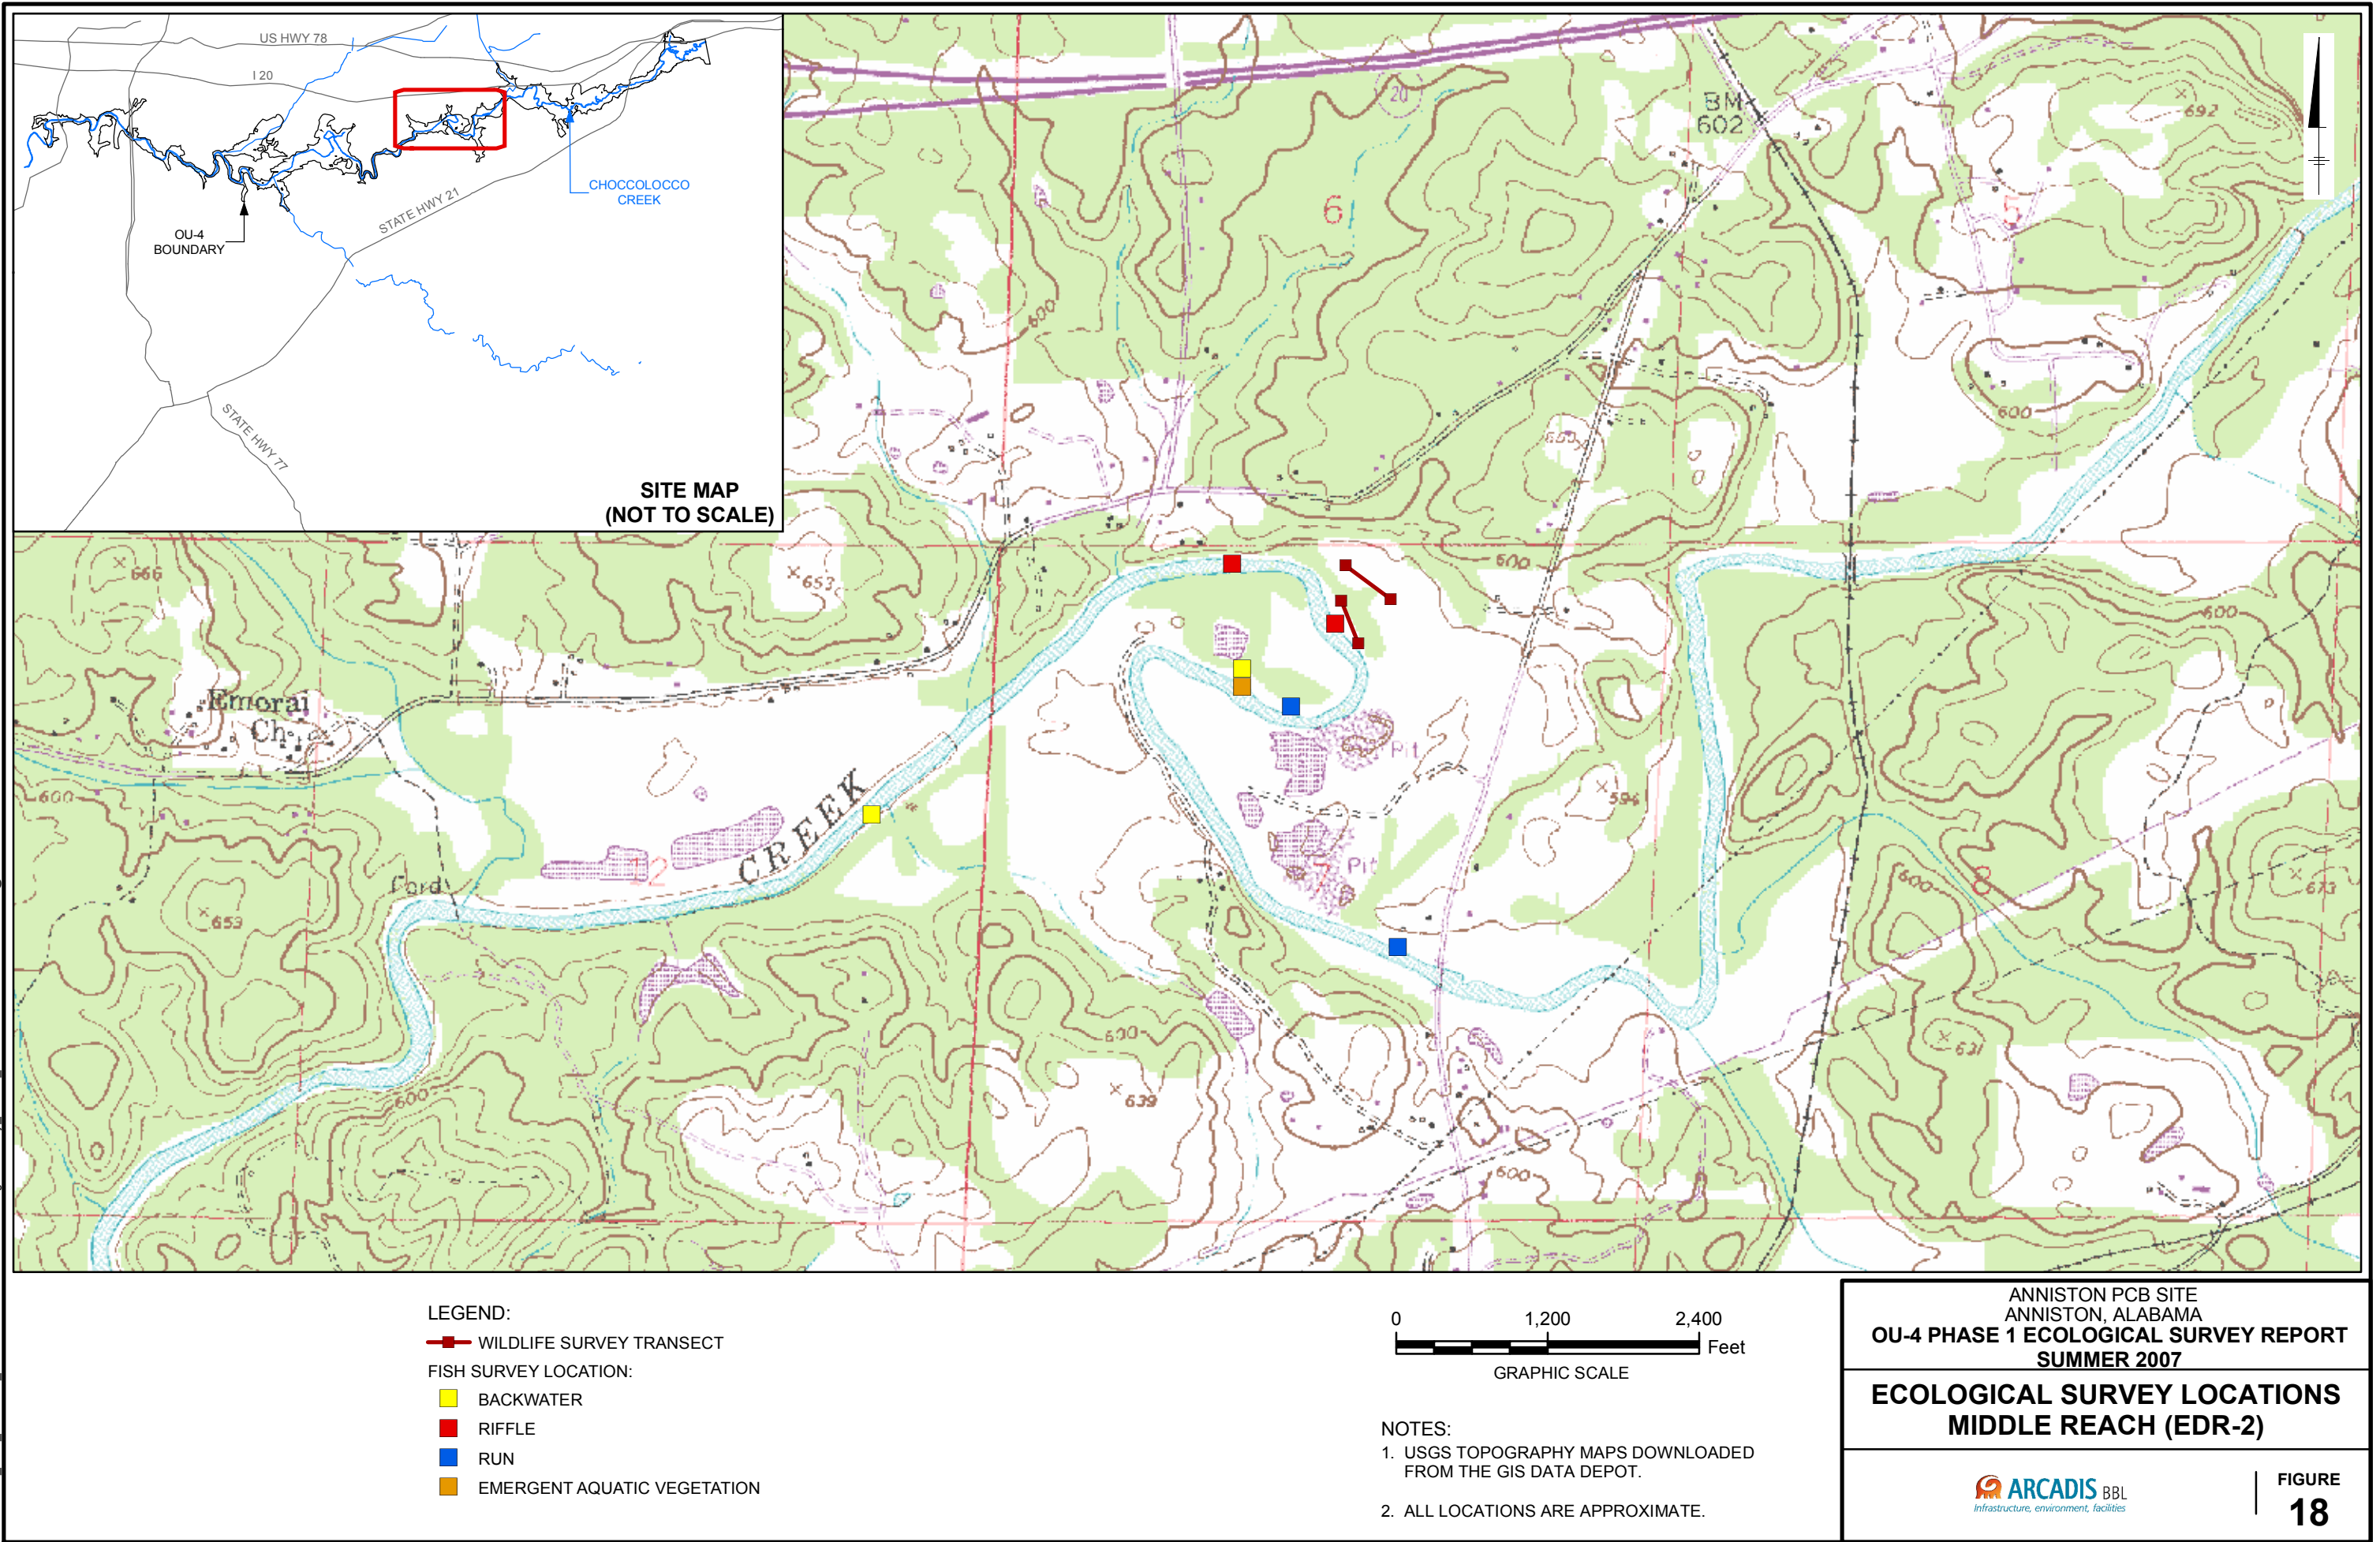 US HWY 78
I 20
CHOCCOLOCCO
CREEK
OU-4
BOUNDARY
STATE HWY 21
STATE HWY 77
SITE MAP
(NOT TO SCALE)
20
BM
602
692
6
5
600
600
600
666
653
600
600
Emorai
Ch
600
CREEK
Pit
594
12
Ford
Pit
7
600
8
673
653
600
631
600
639
600
LEGEND:
WILDLIFE SURVEY TRANSECT
FISH SURVEY LOCATION:
BACKWATER
RIFFLE
RUN
EMERGENT AQUATIC VEGETATION
0 1,200 2,400
Feet
GRAPHIC SCALE
NOTES:
1. USGS TOPOGRAPHY MAPS DOWNLOADED
FROM THE GIS DATA DEPOT.
2. ALL LOCATIONS ARE APPROXIMATE.
ANNISTON PCB SITE
ANNISTON, ALABAMA
OU-4 PHASE 1 ECOLOGICAL SURVEY REPORT
SUMMER 2007
ECOLOGICAL SURVEY LOCATIONS
MIDDLE REACH (EDR-2)
ARCADIS BBL
Infrastructure, environment, facilities
FIGURE
18